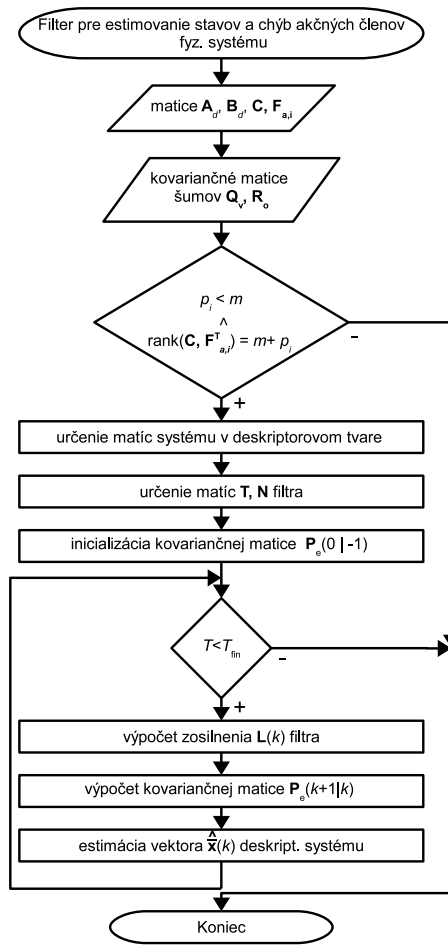 Filter pre estimovanie stavov a chýb akčných členov
fyz. systému
matice A_d, B_d, C, F_a,i
kovariančné matice
šumov Q_v, R_o
p_i < m
^
rank(C, F^T_a,i) = m+ p_i
-
+
určenie matíc systému v deskriptorovom tvare
určenie matíc T, N filtra
inicializácia kovariančnej matice P_e(0 | -1)
T<T_fin
-
+
výpočet zosilnenia L(k) filtra
výpočet kovariančnej matice P_e(k+1|k)
estimácia vektora x̂̄(k) deskript. systému
Koniec